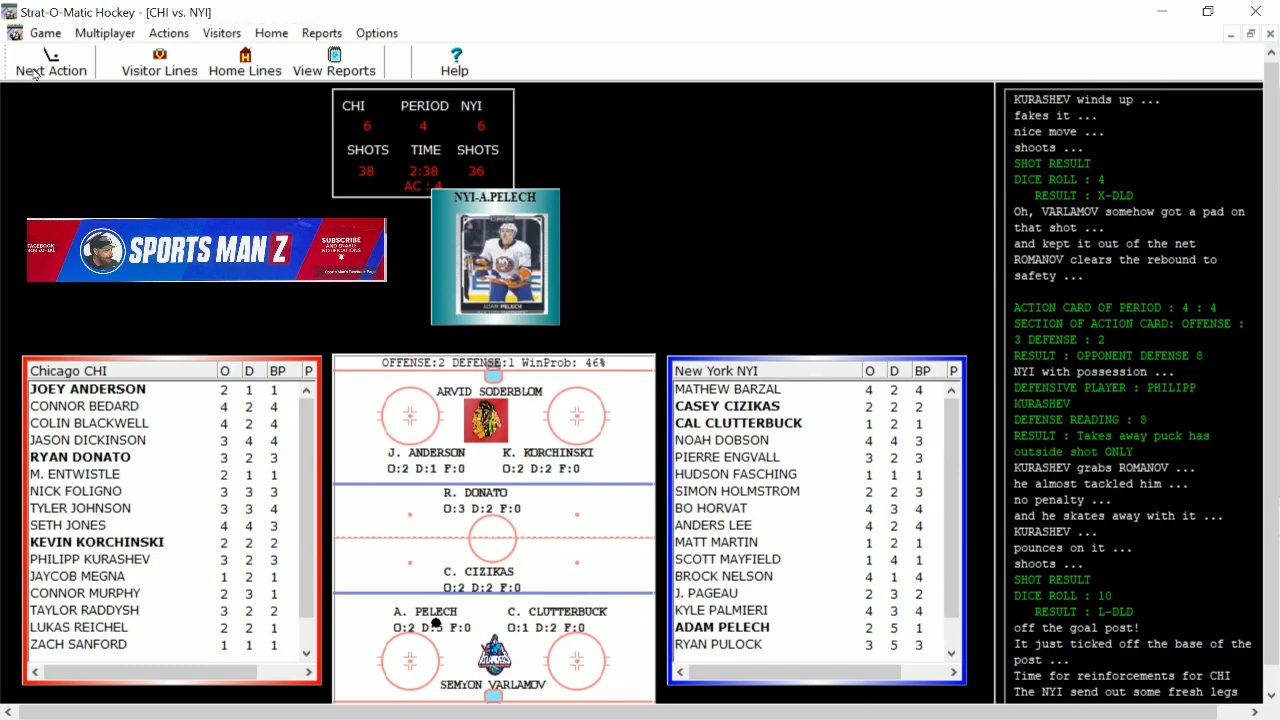 Strat-O-Matic Hockey - [CHI vs. NYI]
Game Multiplayer Actions Visitors Home Reports Options
Next Action Visitor Lines Home Lines View Reports Help
CHI PERIOD NYI
6 4 6
SHOTS TIME SHOTS
38 2:38 36
AC : 4
NYI-A.PELECH
ADAM PELECH
SPORTS MAN Z
SUBSCRIBE
AND ENABLE
NOTIFICATIONS
Sports Man's Facebook Page
Chicago CHI O D BP P
JOEY ANDERSON 2 1 1
CONNOR BEDARD 4 2 4
COLIN BLACKWELL 4 2 4
JASON DICKINSON 3 4 4
RYAN DONATO 3 2 3
M. ENTWISTLE 2 1 1
NICK FOLIGNO 3 3 3
TYLER JOHNSON 3 3 4
SETH JONES 4 4 3
KEVIN KORCHINSKI 2 2 2
PHILIPP KURASHEV 3 2 3
JAYCOB MEGNA 1 2 1
CONNOR MURPHY 2 3 1
TAYLOR RADDYSH 3 2 2
LUKAS REICHEL 2 2 1
ZACH SANFORD 1 1 1
OFFENSE:2 DEFENSE:1 WinProb: 46%
ARVID SODERBLOM
J. ANDERSON K. KORCHINSKI
O:2 D:1 F:0 O:2 D:2 F:0
R. DONATO
O:3 D:2 F:0
C. CIZIKAS
O:2 D:2 F:0
A. PELECH C. CLUTTERBUCK
O:2 D:5 F:0 O:1 D:2 F:0
SEMYON VARLAMOV
New York NYI O D BP P
MATHEW BARZAL 4 2 4
CASEY CIZIKAS 2 2 2
CAL CLUTTERBUCK 1 2 1
NOAH DOBSON 4 4 3
PIERRE ENGVALL 3 2 3
HUDSON FASCHING 1 1 1
SIMON HOLMSTROM 2 2 3
BO HORVAT 4 3 4
ANDERS LEE 4 2 4
MATT MARTIN 1 2 1
SCOTT MAYFIELD 1 4 1
BROCK NELSON 4 1 4
J. PAGEAU 2 3 2
KYLE PALMIERI 4 3 4
ADAM PELECH 2 5 1
RYAN PULOCK 3 5 3
KURASHEV winds up ...
fakes it ...
nice move ...
shoots ...
SHOT RESULT
DICE ROLL : 4
RESULT : X-DLD
Oh, VARLAMOV somehow got a pad on
that shot ...
and kept it out of the net
ROMANOV clears the rebound to
safety ...
ACTION CARD OF PERIOD : 4 : 4
SECTION OF ACTION CARD: OFFENSE :
3 DEFENSE : 2
RESULT : OPPONENT DEFENSE 8
NYI with possession ...
DEFENSIVE PLAYER : PHILIPP
KURASHEV
DEFENSE READING : 8
RESULT : Takes away puck has
outside shot ONLY
KURASHEV grabs ROMANOV ...
he almost tackled him ...
no penalty ...
and he skates away with it ...
KURASHEV ...
pounces on it ...
shoots ...
SHOT RESULT
DICE ROLL : 10
RESULT : L-DLD
off the goal post!
It just ticked off the base of the
post ...
Time for reinforcements for CHI
The NYI send out some fresh legs